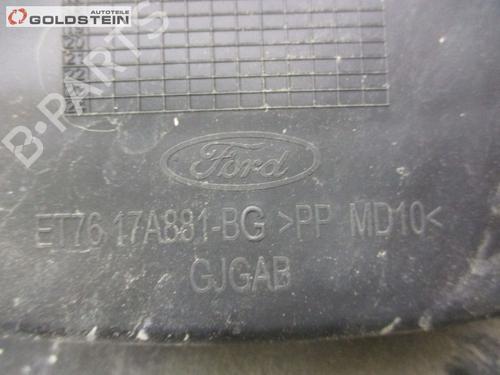 Autoteile
GOLDSTEIN
B-PARTS
Ford
ET76 17A881-BG >PP MD10<
GJGAB